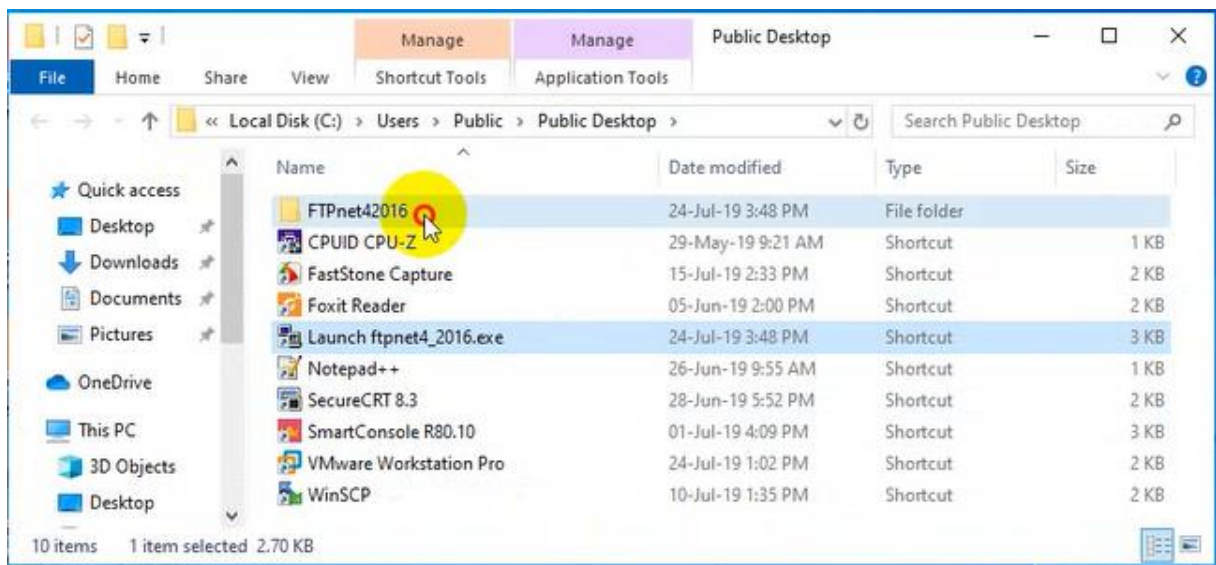 Manage Manage Public Desktop
File Home Share View Shortcut Tools Application Tools
« Local Disk (C:) > Users > Public > Public Desktop > Search Public Desktop
Name Date modified Type Size
Quick access
Desktop
Downloads
Documents
Pictures
OneDrive
This PC
3D Objects
Desktop
FTPnet42016 24-Jul-19 3:48 PM File folder
CPUID CPU-Z 29-May-19 9:21 AM Shortcut 1 KB
FastStone Capture 15-Jul-19 2:33 PM Shortcut 2 KB
Foxit Reader 05-Jun-19 2:00 PM Shortcut 2 KB
Launch ftpnet4_2016.exe 24-Jul-19 3:48 PM Shortcut 3 KB
Notepad++ 26-Jun-19 9:55 AM Shortcut 1 KB
SecureCRT 8.3 28-Jun-19 5:52 PM Shortcut 2 KB
SmartConsole R80.10 01-Jul-19 4:09 PM Shortcut 3 KB
VMware Workstation Pro 24-Jul-19 1:02 PM Shortcut 2 KB
WinSCP 10-Jul-19 1:35 PM Shortcut 2 KB
10 items 1 item selected 2.70 KB